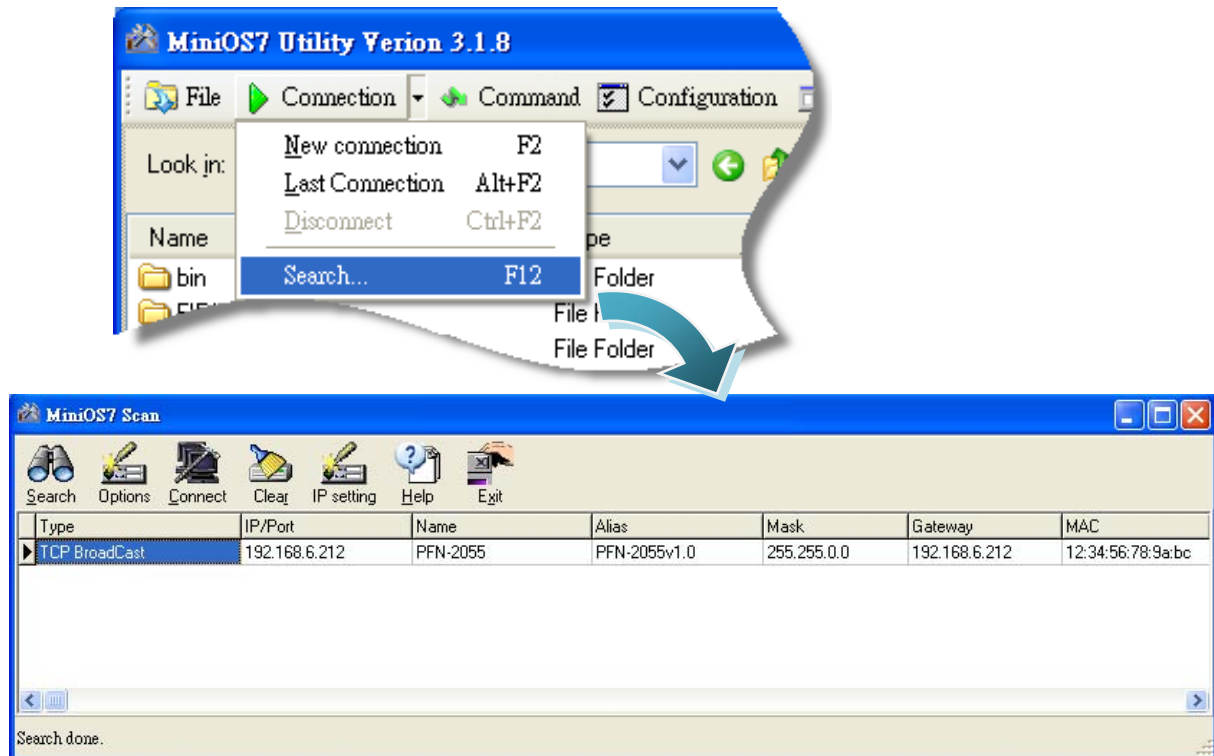 MiniOS7 Utility Verion 3.1.8
File Connection Command Configuration
New connection F2
Look in:
Last Connection Alt+F2
Disconnect Ctrl+F2
Name pe
bin Search... F12 Folder
File
File Folder
MiniOS7 Scan
Search Options Connect Clear IP setting Help Exit
Type IP/Port Name Alias Mask Gateway MAC
TCP BroadCast 192.168.6.212 PFN-2055 PFN-2055v1.0 255.255.0.0 192.168.6.212 12:34:56:78:9a:bc
Search done.